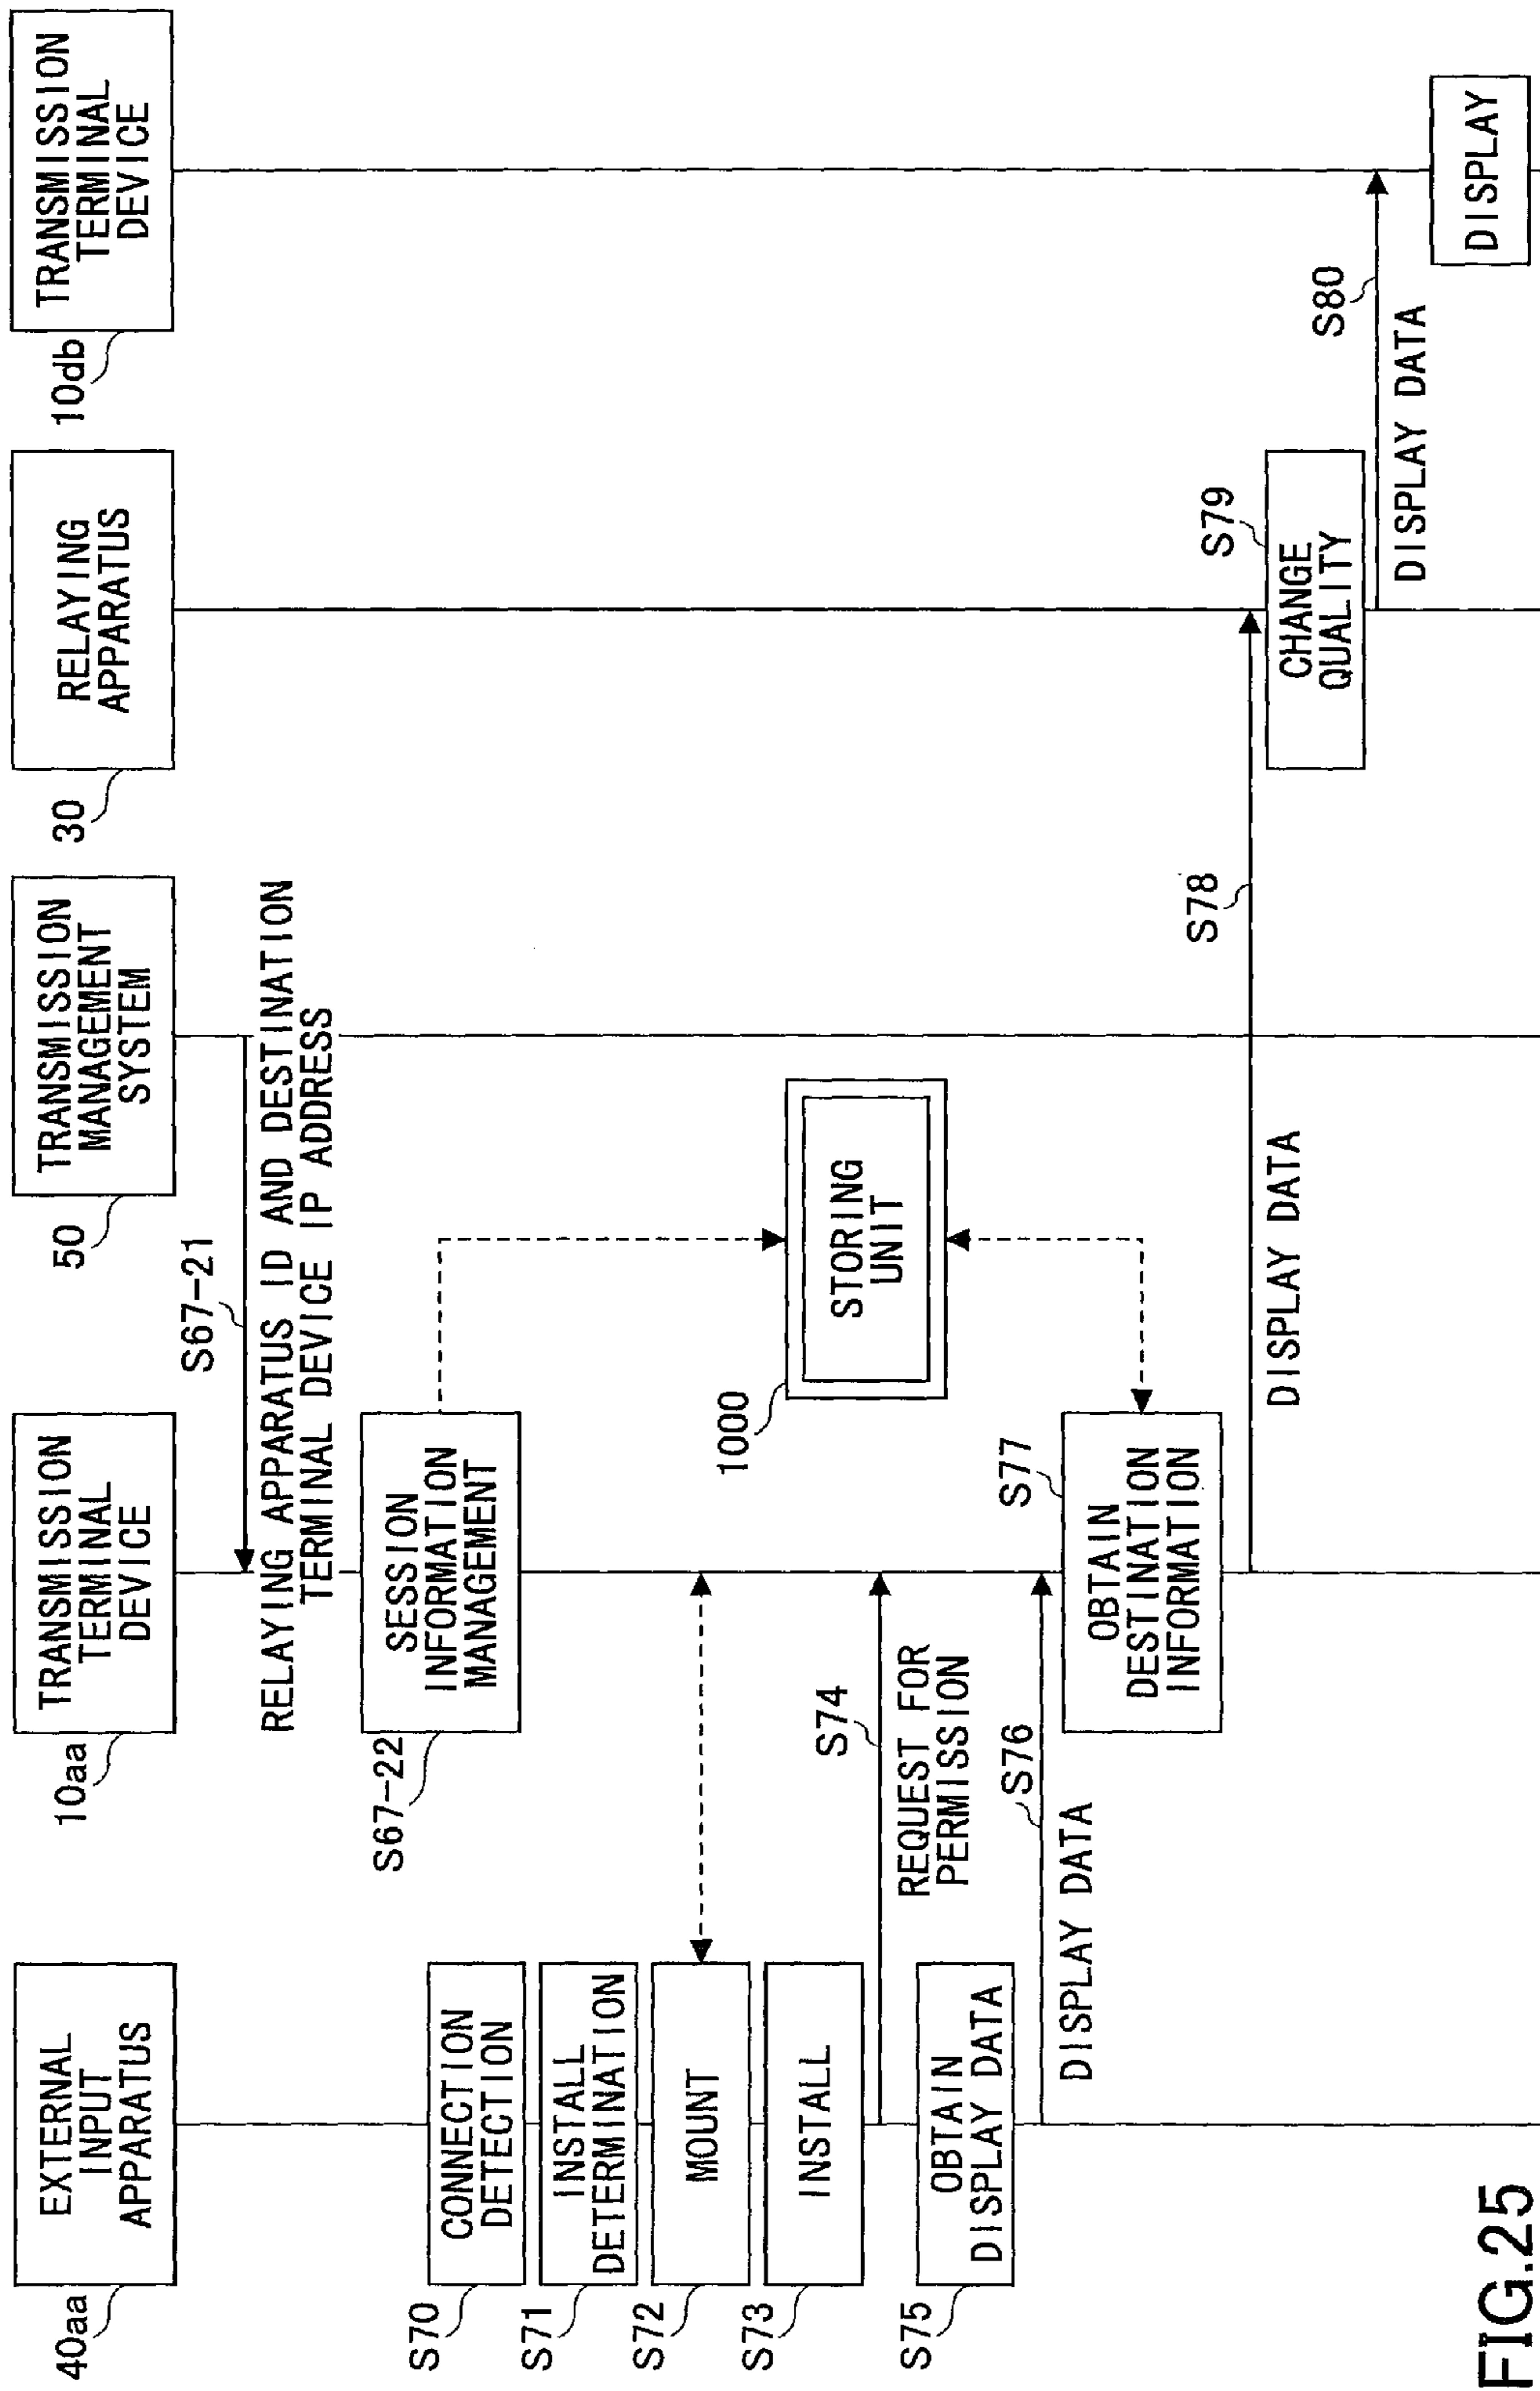 40aa
EXTERNAL
INPUT
APPARATUS
10aa
TRANSMISSION
TERMINAL
DEVICE
50
TRANSMISSION
MANAGEMENT
SYSTEM
30
RELAYING
APPARATUS
10db
TRANSMISSION
TERMINAL
DEVICE
S67-21
RELAYING APPARATUS ID AND DESTINATION
TERMINAL DEVICE IP ADDRESS
S67-22
SESSION
INFORMATION
MANAGEMENT
S70
CONNECTION
DETECTION
S71
INSTALL
DETERMINATION
S72
MOUNT
1000
STORING
UNIT
S73
INSTALL
S74
REQUEST FOR
PERMISSION
S75
OBTAIN
DISPLAY DATA
S76
DISPLAY DATA
S77
OBTAIN
DESTINATION
INFORMATION
S78
DISPLAY DATA
S79
CHANGE
QUALITY
S80
DISPLAY DATA
DISPLAY
FIG.25